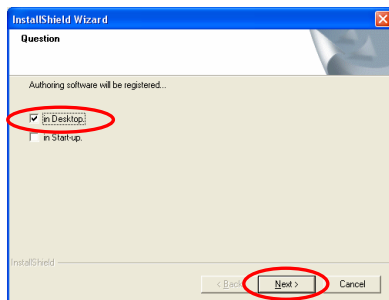 InstallShield Wizard
Question
Authoring software will be registered...
in Desktop.
in Start-up.
InstallShield
< Back
Next >
Cancel